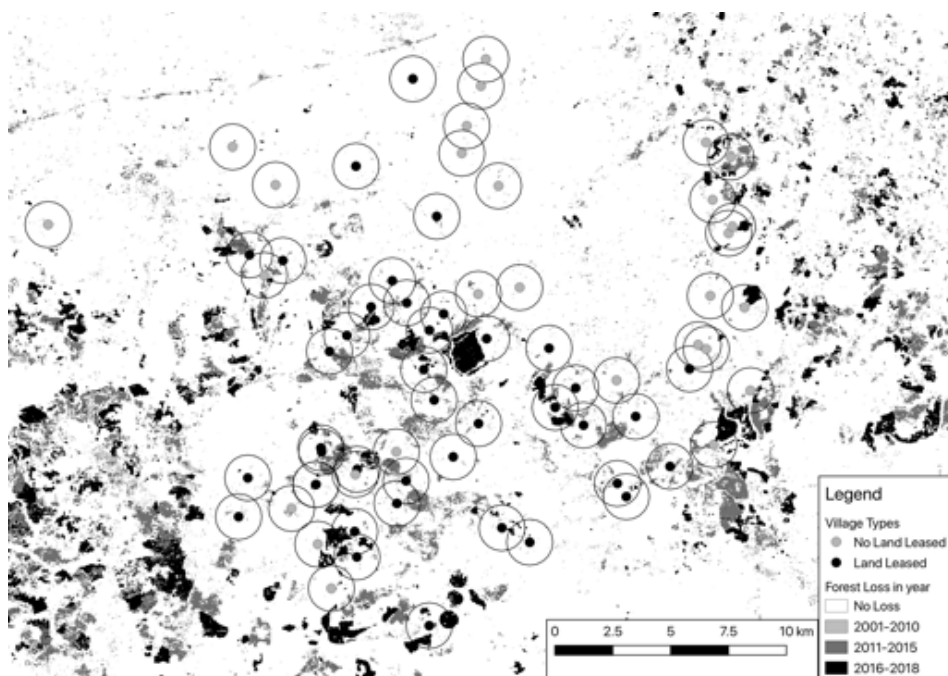 Legend
Village Types
No Land Leased
Land Leased
Forest Loss in year
No Loss
2001-2010
2011-2015
2016-2018
0 2.5 5 7.5 10 km